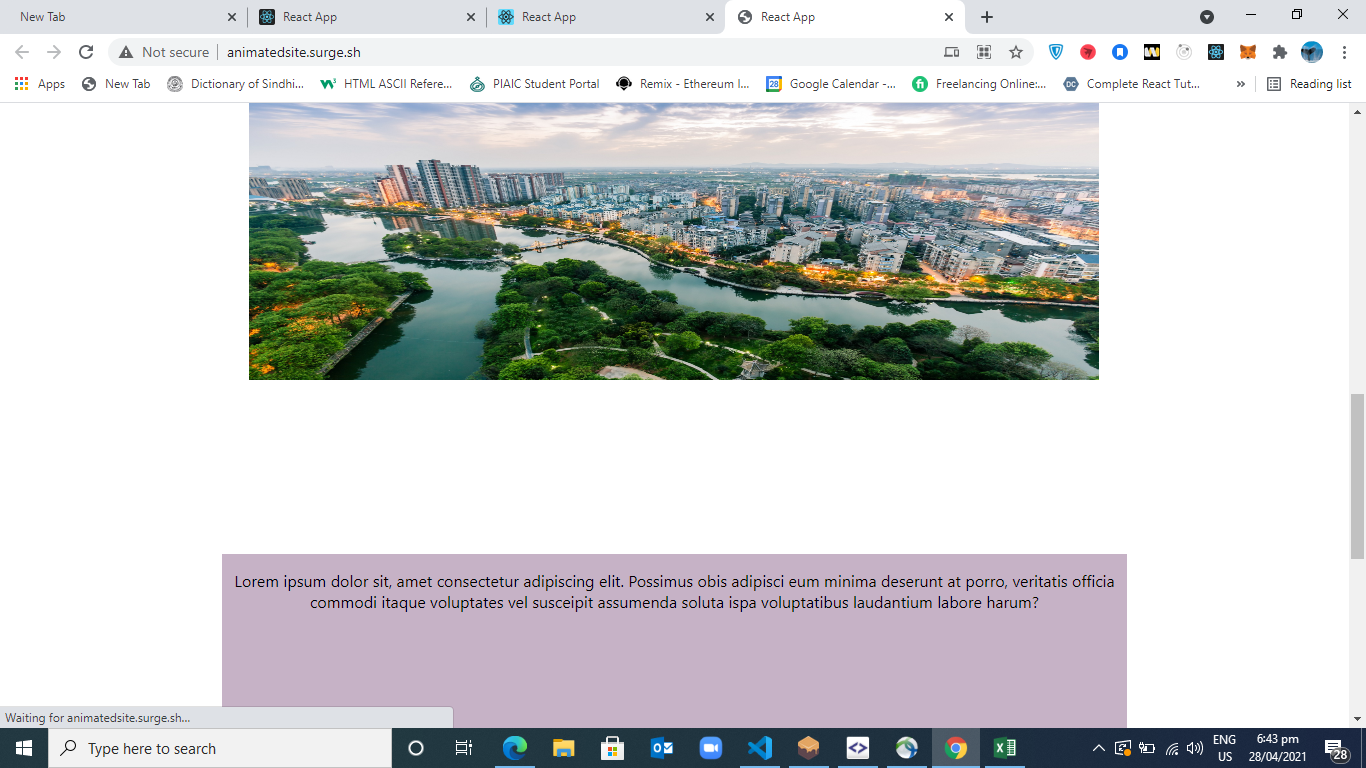 New Tab
React App
React App
React App
Not secure
animatedsite.surge.sh
Apps
New Tab
Dictionary of Sindhi...
HTML ASCII Refere...
PIAIC Student Portal
Remix - Ethereum I...
28
Google Calendar -...
fi
Freelancing Online:...
DC
Complete React Tut...
»
Reading list
Lorem ipsum dolor sit, amet consectetur adipiscing elit. Possimus obis adipisci eum minima deserunt at porro, veritatis officia
commodi itaque voluptates vel susceipit assumenda soluta ispa voluptatibus laudantium labore harum?
Waiting for animatedsite.surge.sh...
Type here to search
ENG
US
6:43 pm
28/04/2021
28